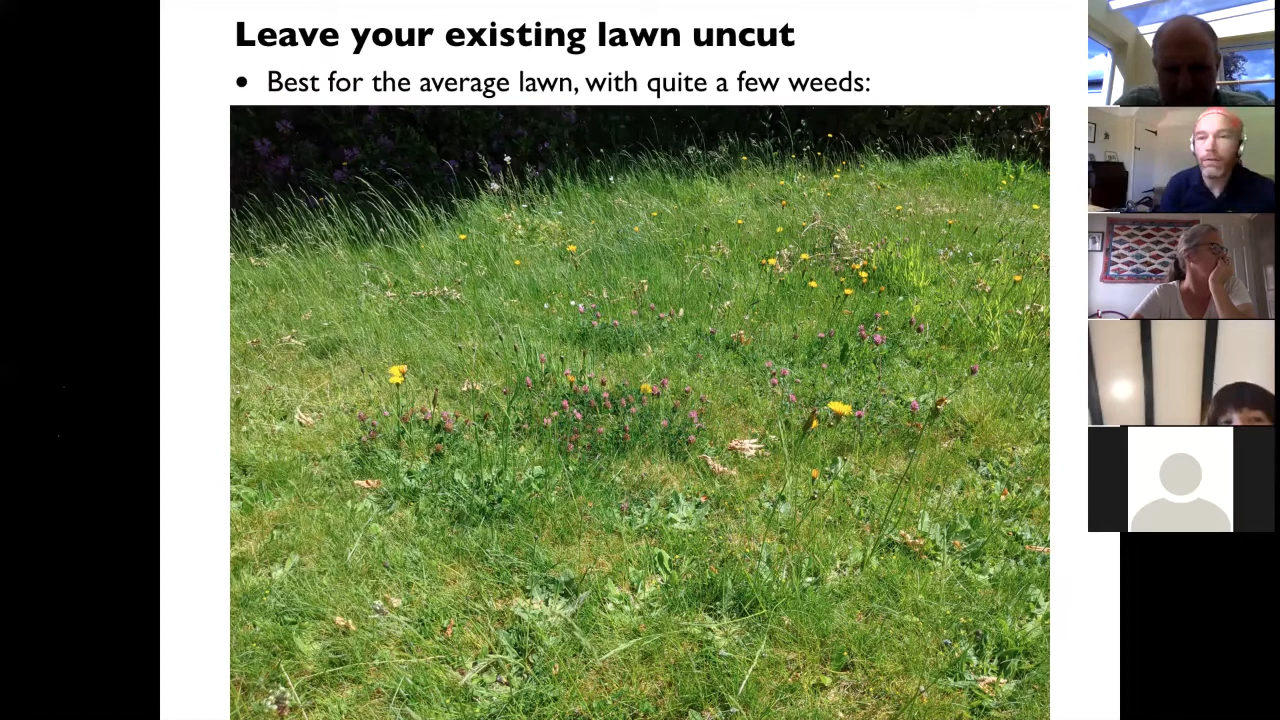 Leave your existing lawn uncut
• Best for the average lawn, with quite a few weeds: